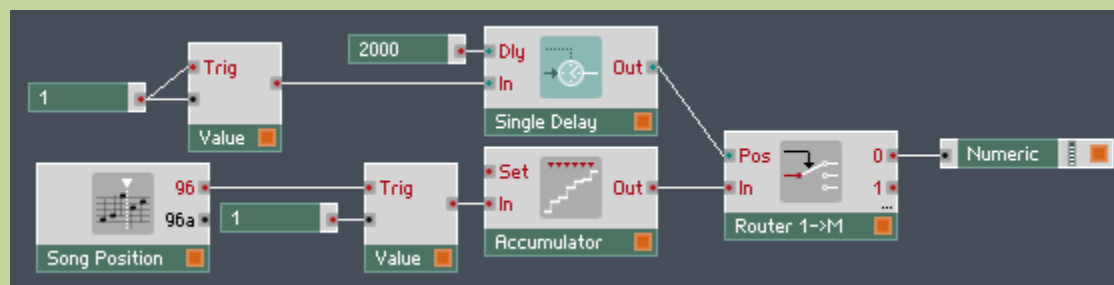 1
Trig
Value
2000
Dly
In
Out
Single Delay
96
96a
Song Position
1
Trig
Value
Set
In
Out
Accumulator
Pos
In
0
1
...
Router 1->M
Numeric